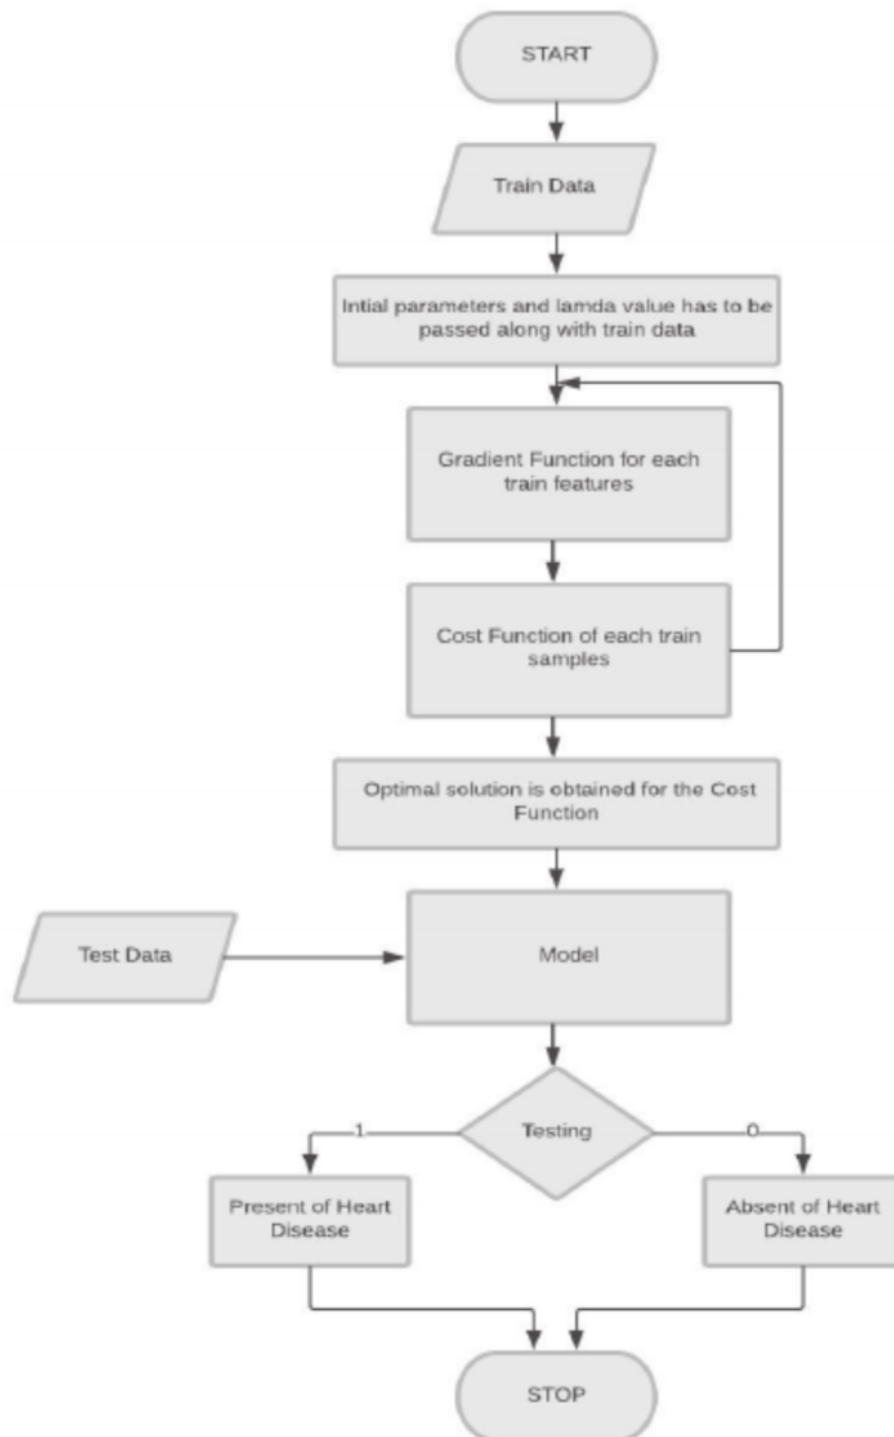 START
Train Data
Intial parameters and lamda value has to be
passed along with train data
Gradient Function for each
train features
Cost Function of each train
samples
Optimal solution is obtained for the Cost
Function
Test Data
Model
Testing
1
0
Present of Heart
Disease
Absent of Heart
Disease
STOP